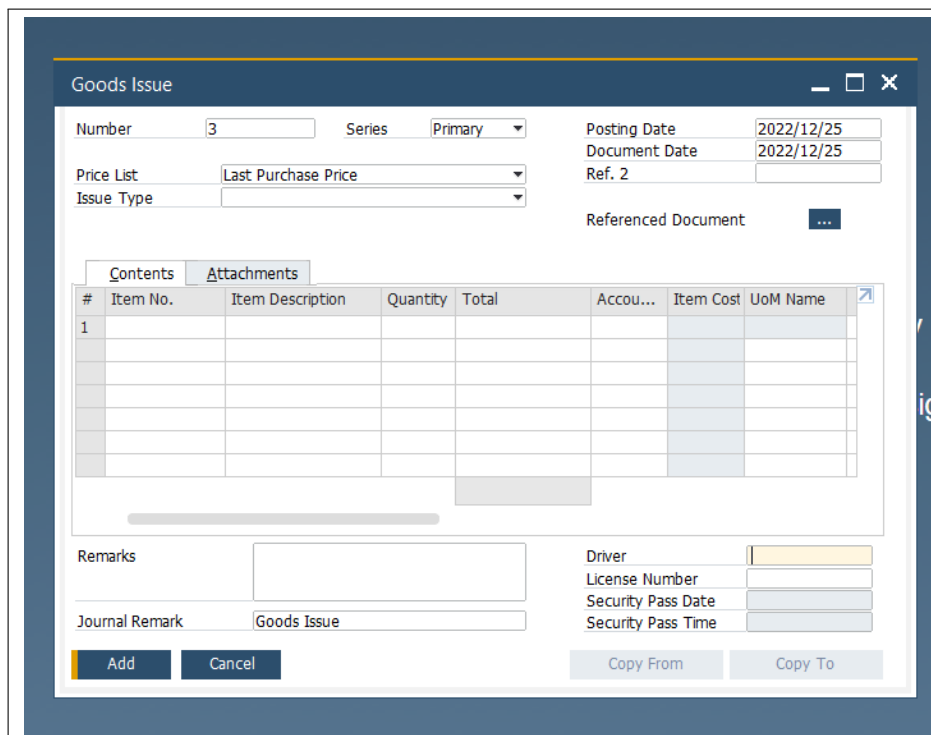 Goods Issue
Number 3 Series Primary Posting Date 2022/12/25
Document Date 2022/12/25
Price List Last Purchase Price Ref. 2
Issue Type
Referenced Document ...
Contents Attachments
# Item No. Item Description Quantity Total Accou... Item Cost UoM Name
1
Remarks Driver
License Number
Security Pass Date
Journal Remark Goods Issue Security Pass Time
Add Cancel Copy From Copy To